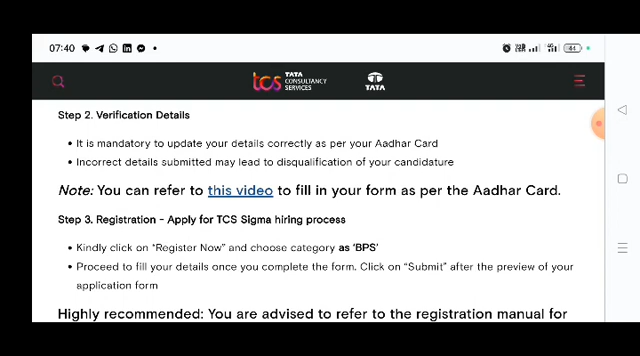 07:40
44
tcs TATA CONSULTANCY SERVICES
TATA
Step 2. Verification Details
• It is mandatory to update your details correctly as per your Aadhar Card
• Incorrect details submitted may lead to disqualification of your candidature
Note: You can refer to this video to fill in your form as per the Aadhar Card.
Step 3. Registration - Apply for TCS Sigma hiring process
• Kindly click on "Register Now" and choose category as 'BPS'
• Proceed to fill your details once you complete the form. Click on "Submit" after the preview of your
application form
Highly recommended: You are advised to refer to the registration manual for